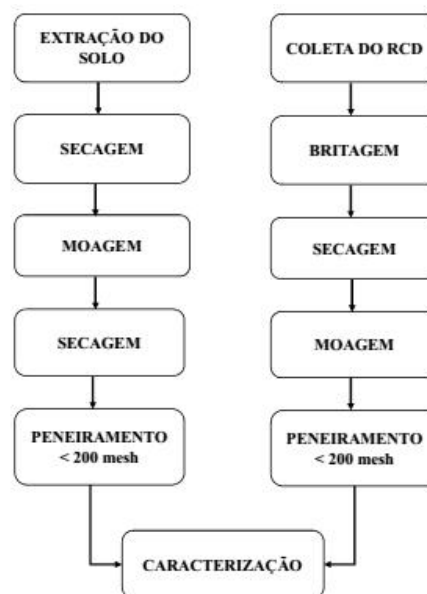 EXTRAÇÃO DO
SOLO
SECAGEM
MOAGEM
SECAGEM
PENEIRAMENTO
< 200 mesh
COLETA DO RCD
BRITAGEM
SECAGEM
MOAGEM
PENEIRAMENTO
< 200 mesh
CARACTERIZAÇÃO